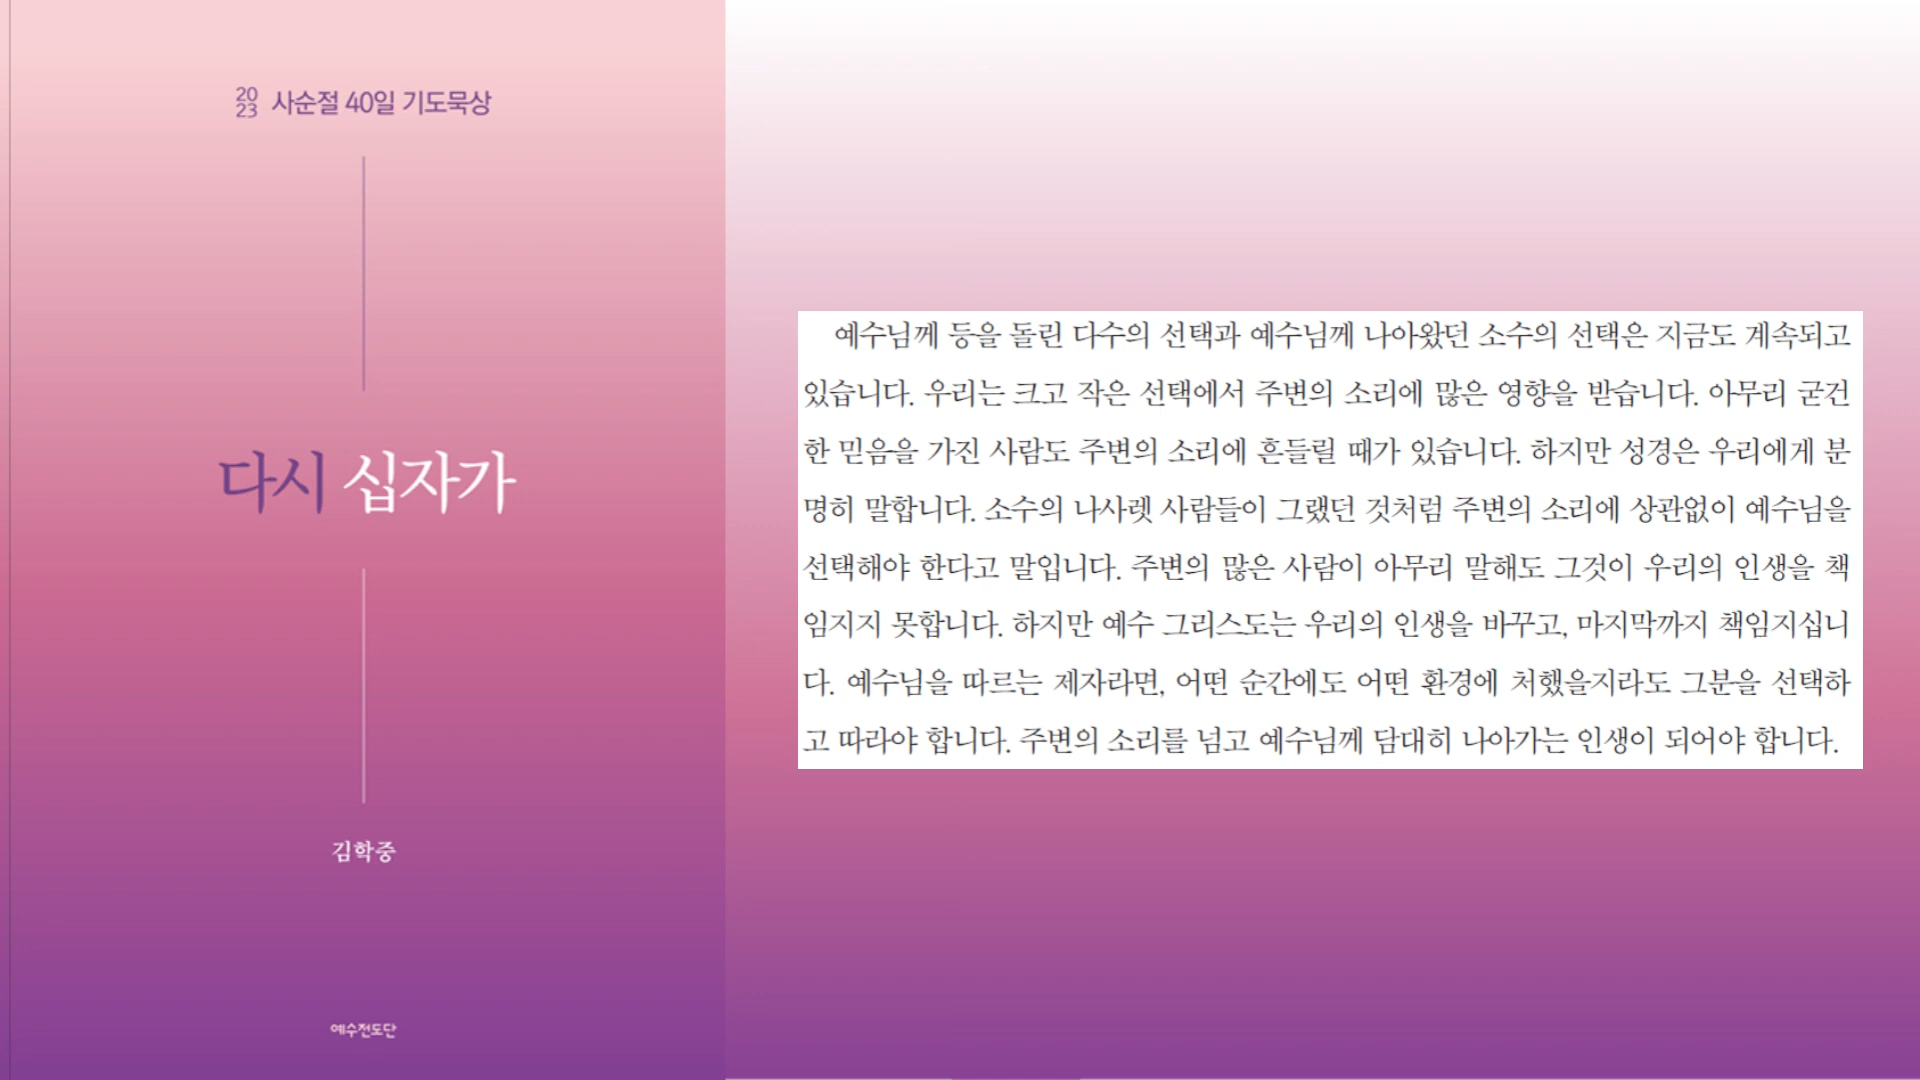 2023 사순절 40일 기도묵상
다시 십자가
김학중
예수전도단
예수님께 등을 돌린 다수의 선택과 예수님께 나아왔던 소수의 선택은 지금도 계속되고
있습니다. 우리는 크고 작은 선택에서 주변의 소리에 많은 영향을 받습니다. 아무리 굳건
한 믿음을 가진 사람도 주변의 소리에 흔들릴 때가 있습니다. 하지만 성경은 우리에게 분
명히 말합니다. 소수의 나사렛 사람들이 그랬던 것처럼 주변의 소리에 상관없이 예수님을
선택해야 한다고 말입니다. 주변의 많은 사람이 아무리 말해도 그것이 우리의 인생을 책
임지지 못합니다. 하지만 예수 그리스도는 우리의 인생을 바꾸고, 마지막까지 책임지십니
다. 예수님을 따르는 제자라면, 어떤 순간에도 어떤 환경에 처했을지라도 그분을 선택하
고 따라야 합니다. 주변의 소리를 넘고 예수님께 담대히 나아가는 인생이 되어야 합니다.